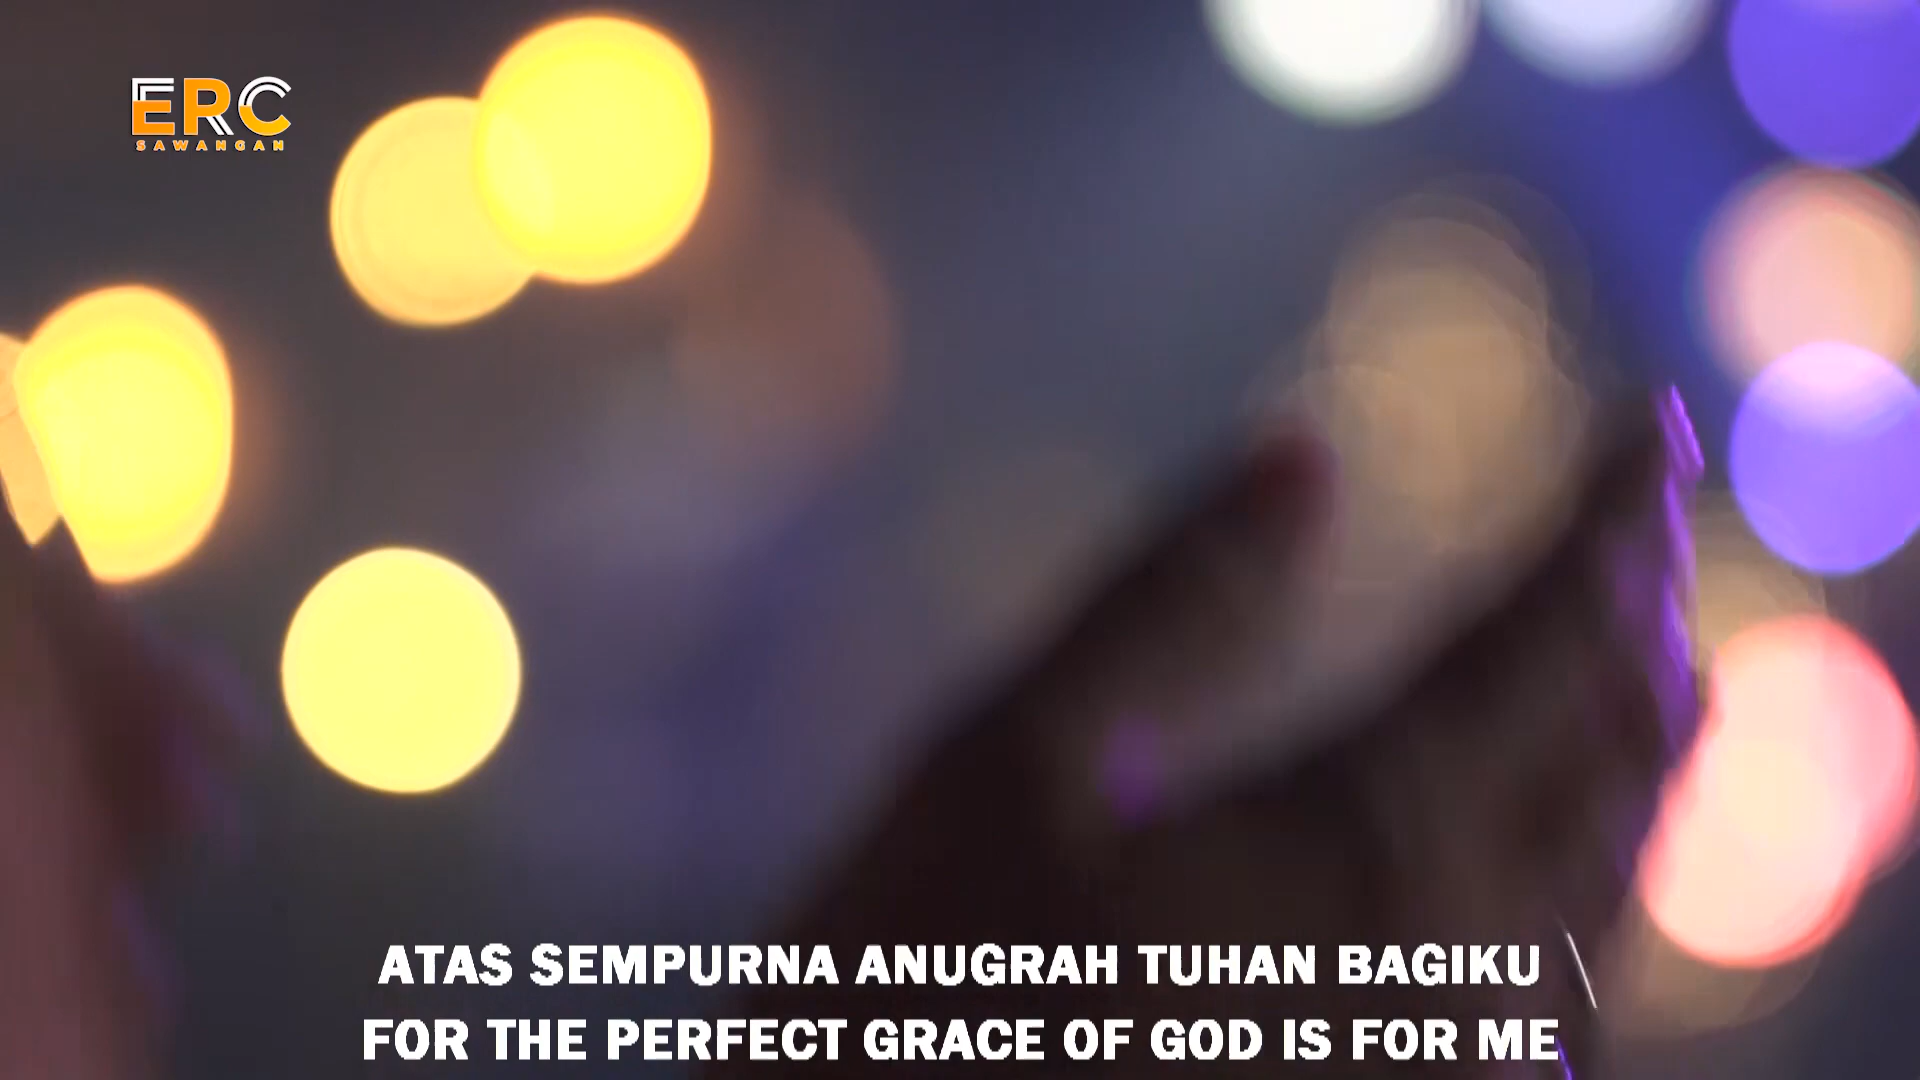 ERC
SAWANGAN
ATAS SEMPURNA ANUGRAH TUHAN BAGIKU
FOR THE PERFECT GRACE OF GOD IS FOR ME